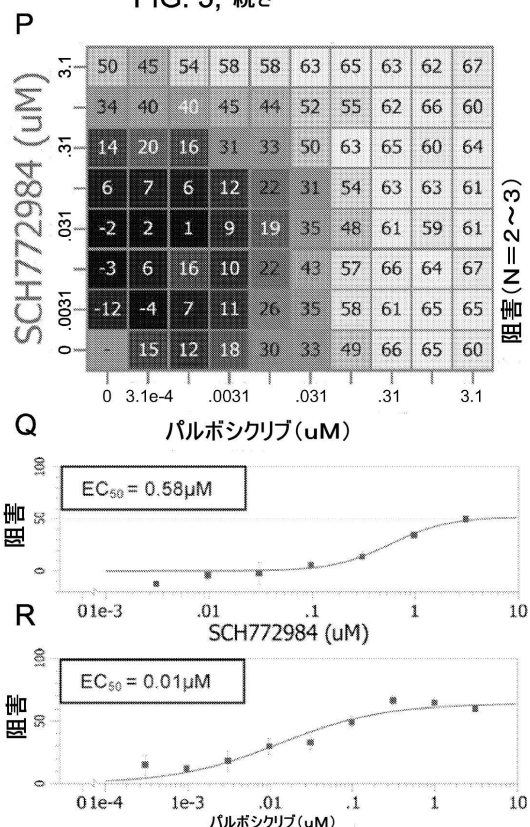 FIG. 3, 続き
P
SCH772984 (uM)
3.1 50 45 54 58 58 63 65 63 62 67
34 40 40 45 44 52 55 62 66 60
.31 14 20 16 31 33 50 63 65 60 64
6 7 6 12 22 31 54 63 63 61
.031 -2 2 1 9 19 35 48 61 59 61
-3 6 16 10 22 43 57 66 64 67
.0031 -12 -4 7 11 26 35 58 61 65 65
0 - 15 12 18 30 33 49 66 65 60
0 3.1e-4 .0031 .031 .31 3.1
パルボシクリブ(uM)
阻害(N=2~3)
Q
EC50 = 0.58μM
阻害
100
50
0
01e-3 .01 .1 1 10
SCH772984 (uM)
R
EC50 = 0.01μM
阻害
100
50
0
01e-4 1e-3 .01 .1 1 10
パルボシクリブ(uM)